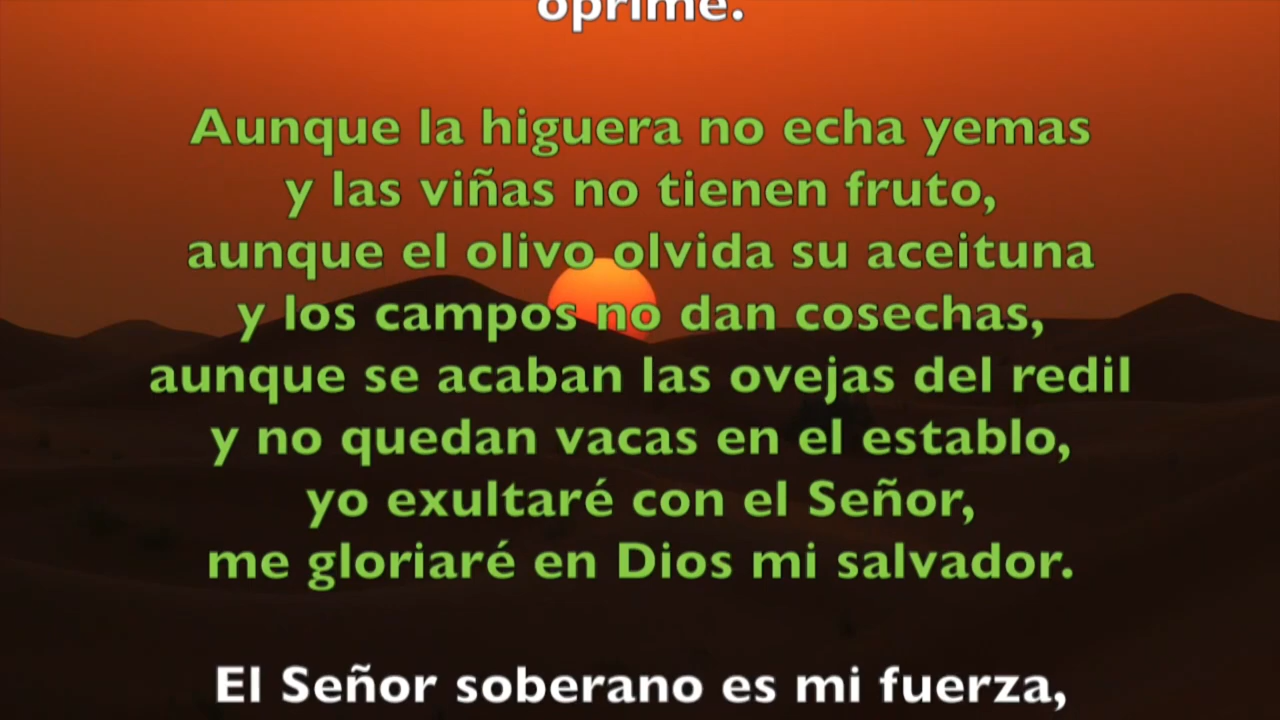 oprime.
Aunque la higuera no echa yemas
y las viñas no tienen fruto,
aunque el olivo olvida su aceituna
y los campos no dan cosechas,
aunque se acaban las ovejas del redil
y no quedan vacas en el establo,
yo exultaré con el Señor,
me gloriaré en Dios mi salvador.
El Señor soberano es mi fuerza,